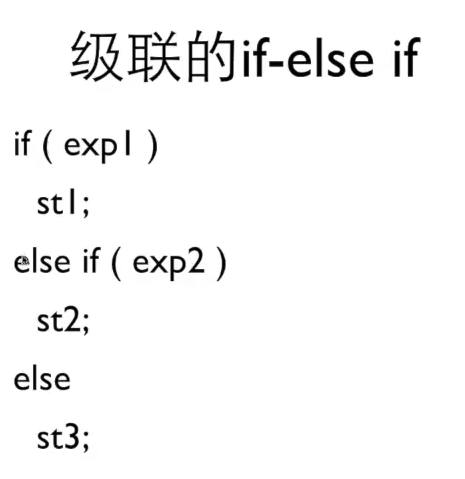 级联的if-else if
if ( exp1 )
st1;
else if ( exp2 )
st2;
else
st3;